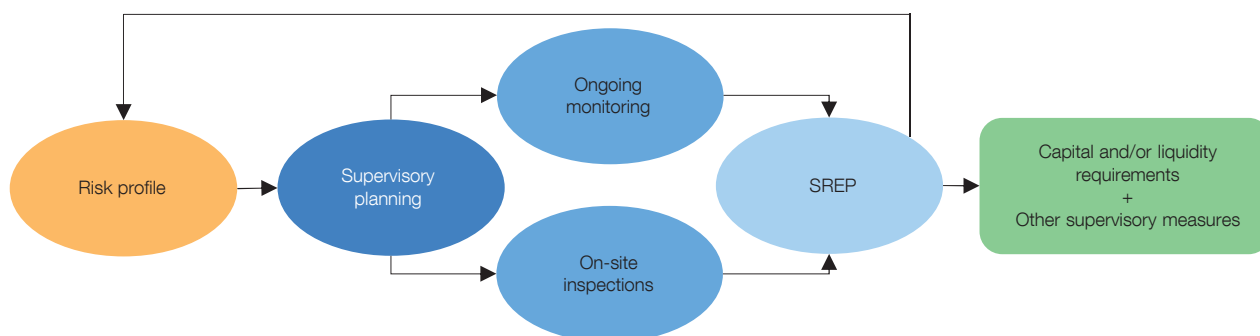 Risk profile
Supervisory
planning
Ongoing
monitoring
On-site
inspections
SREP
Capital and/or liquidity
requirements
+
Other supervisory measures